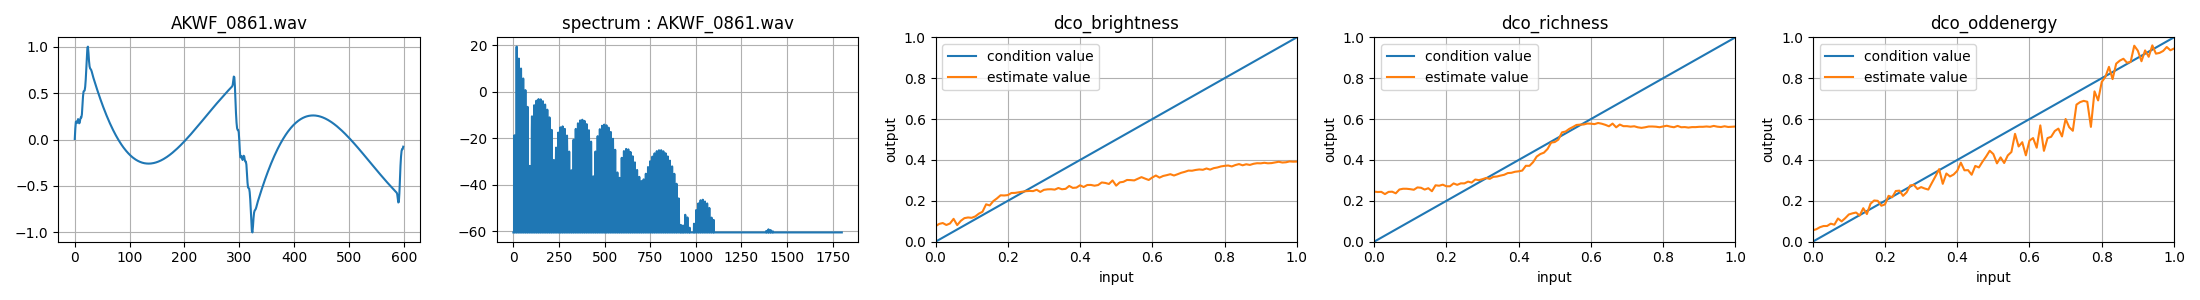 AKWF_0861.wav
1.0
0.5
0.0
−0.5
−1.0
0 100 200 300 400 500 600
spectrum : AKWF_0861.wav
20
0
−20
−40
−60
0 250 500 750 1000 1250 1500 1750
dco_brightness
condition value
estimate value
output
1.0
0.8
0.6
0.4
0.2
0.0
0.0 0.2 0.4 0.6 0.8 1.0
input
dco_richness
condition value
estimate value
output
1.0
0.8
0.6
0.4
0.2
0.0
0.0 0.2 0.4 0.6 0.8 1.0
input
dco_oddenergy
condition value
estimate value
output
1.0
0.8
0.6
0.4
0.2
0.0
0.0 0.2 0.4 0.6 0.8 1.0
input